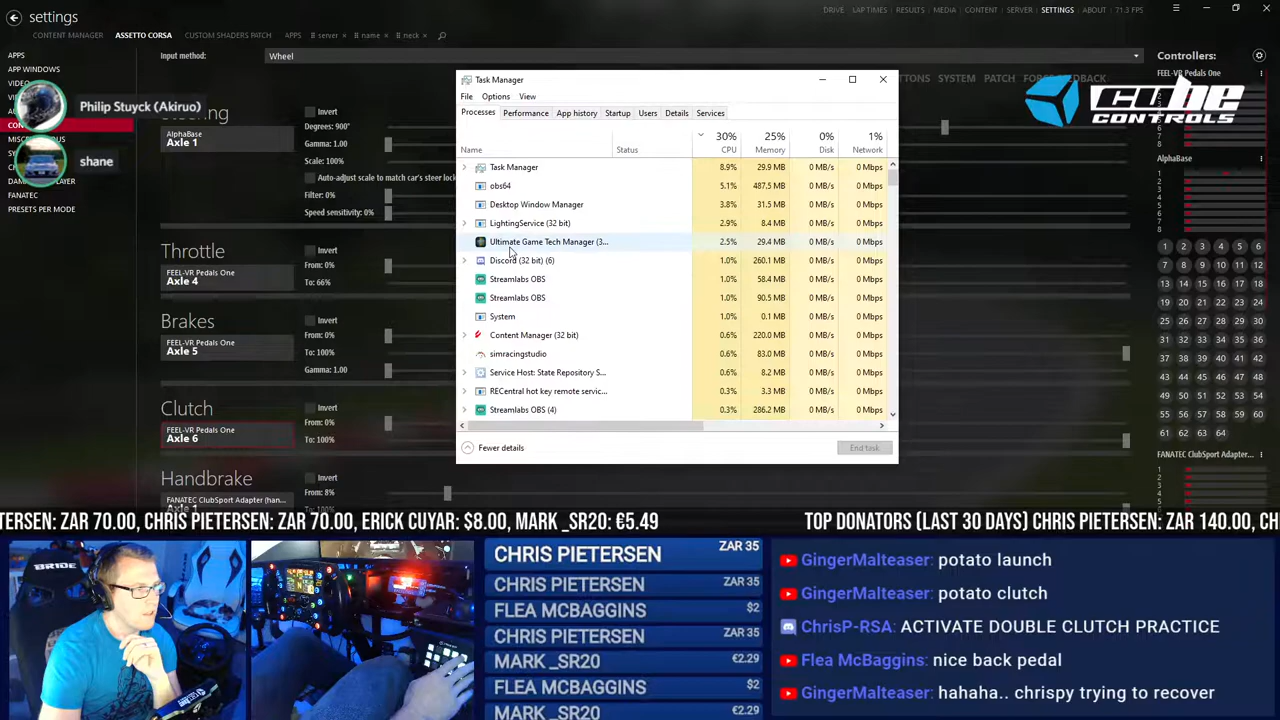 settings
DRIVE LAP TIMES RESULTS MEDIA CONTENT SERVER SETTINGS ABOUT 71.3 FPS
CONTENT MANAGER ASSETTO CORSA CUSTOM SHADERS PATCH APPS server × name × neck ×
APPS
APP WINDOWS
FANATEC
PRESETS PER MODE
Philip Stuyck (Akiruo)
shane
Input method: Wheel
SYSTEM PATCH
AlphaBase
Axle 1
Invert
Degrees: 900°
Gamma: 1.00
Scale: 100%
Auto-adjust scale to match car's steer lock
Filter: 0%
Speed sensitivity: 0%
Throttle
FEEL-VR Pedals One
Axle 4
Invert
From: 0%
To: 66%
Brakes
FEEL-VR Pedals One
Axle 5
Invert
From: 0%
To: 100%
Gamma: 1.00
Clutch
FEEL-VR Pedals One
Axle 6
Invert
From: 0%
To: 100%
Handbrake
FANATEC ClubSport Adapter (han...
Axle 1
Invert
From: 8%
Task Manager
File Options View
Processes Performance App history Startup Users Details Services
30% 25% 0% 1%
Name Status CPU Memory Disk Network
Task Manager 8.9% 29.9 MB 0 MB/s 0 Mbps
obs64 5.1% 487.5 MB 0 MB/s 0 Mbps
Desktop Window Manager 3.8% 31.5 MB 0 MB/s 0 Mbps
LightingService (32 bit) 2.9% 8.4 MB 0 MB/s 0 Mbps
Ultimate Game Tech Manager (3... 2.5% 29.4 MB 0 MB/s 0 Mbps
Discord (32 bit) (6) 1.0% 260.1 MB 0 MB/s 0 Mbps
Streamlabs OBS 1.0% 58.4 MB 0 MB/s 0 Mbps
Streamlabs OBS 1.0% 90.5 MB 0 MB/s 0 Mbps
System 1.0% 0.1 MB 0 MB/s 0 Mbps
Content Manager (32 bit) 0.6% 220.0 MB 0 MB/s 0 Mbps
simracingstudio 0.6% 83.0 MB 0 MB/s 0 Mbps
Service Host: State Repository S... 0.6% 8.2 MB 0 MB/s 0 Mbps
RECentral hot key remote servic... 0.3% 3.3 MB 0 MB/s 0 Mbps
Streamlabs OBS (4) 0.3% 286.2 MB 0 MB/s 0 Mbps
Fewer details End task
Controllers:
FEEL-VR Pedals One
CUBE CONTROLS
AlphaBase
1 2 3 4 5 6
7 8 9 10 11 12
13 14 15 16 17 18
19 20 21 22 23 24
25 26 27 28 29 30
31 32 33 34 35 36
37 38 39 40 41 42
43 44 45 46 47 48
49 50 51 52 53 54
55 56 57 58 59 60
61 62 63 64
FANATEC ClubSport Adapter...
TERSEN: ZAR 70.00, CHRIS PIETERSEN: ZAR 70.00, ERICK CUYAR: $8.00, MARK _SR20: €5.49
TOP DONATORS (LAST 30 DAYS) CHRIS PIETERSEN: ZAR 140.00, CH
BRIDE
CHRIS PIETERSEN ZAR 35
CHRIS PIETERSEN ZAR 35
FLEA MCBAGGINS $2
CHRIS PIETERSEN ZAR 35
MARK _SR20 €2.29
FLEA MCBAGGINS $2
MARK _SR20 €2.29
GingerMalteaser: potato launch
GingerMalteaser: potato clutch
ChrisP-RSA: ACTIVATE DOUBLE CLUTCH PRACTICE
Flea McBaggins: nice back pedal
GingerMalteaser: hahaha.. chrispy trying to recover